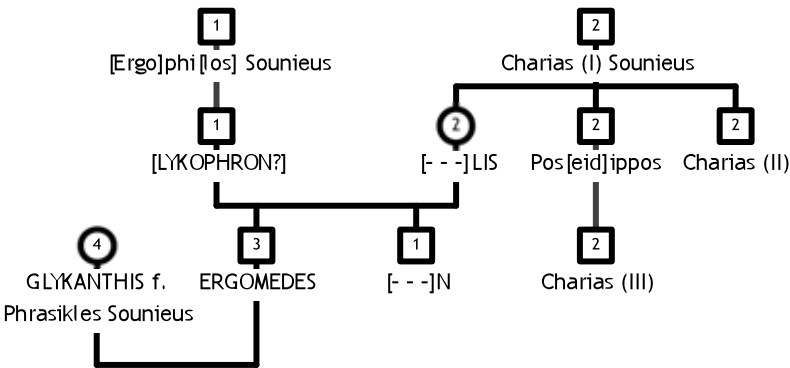 1 2
[Ergo]phi[los] Sounieus Charias (I) Sounieus
1 2 2 2
[LYKOPHRON?] [- - -]LIS Pos[eid]ippos Charias (II)
4 3 1 2
GLYKANTHIS f. ERGOMEDES [- - -]N Charias (III)
Phrasikles Sounieus